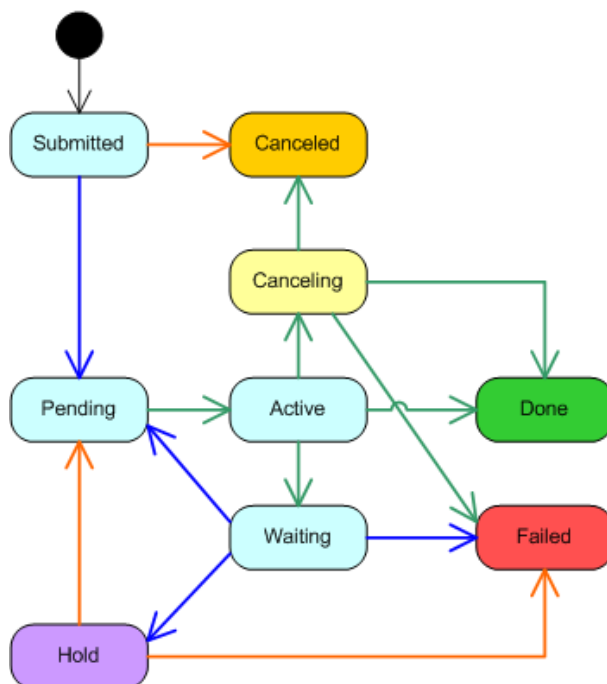 Submitted
Canceled
Canceling
Pending
Active
Done
Waiting
Failed
Hold